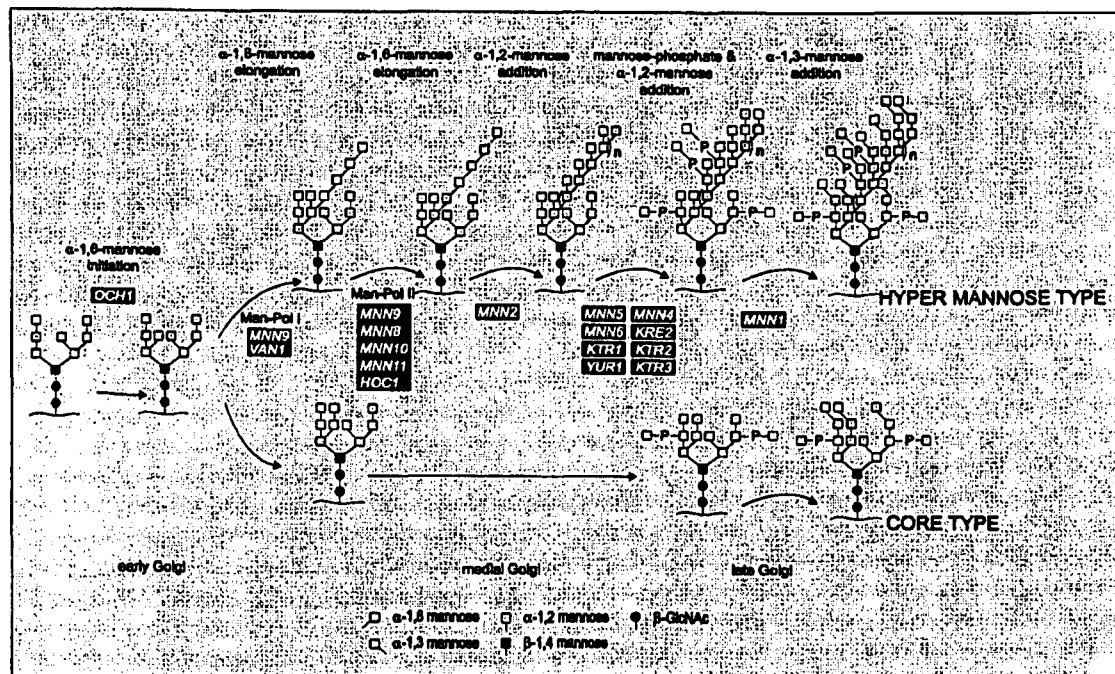 α-1,6-mannose
elongation
α-1,6-mannose
elongation
α-1,2-mannose
addition
mannose-phosphate &
α-1,2-mannose
addition
α-1,3-mannose
addition
n
P
P
n
P
P
P
P
P
n
P
P
α-1,6-mannose
initiation
OCH1
Man-Pol I
MNN9
VAN1
Man-Pol II
MNN9
MNN8
MNN10
MNN11
HOC1
MNN2
MNN5 MNN4
MNN6 KRE2
KTR1 KTR2
YUR1 KTR3
MNN1
HYPER MANNOSE TYPE
P
P
P
P
CORE TYPE
early Golgi
medial Golgi
late Golgi
α-1,6 mannose
α-1,2 mannose
β-GlcNAc
α-1,3 mannose
β-1,4 mannose